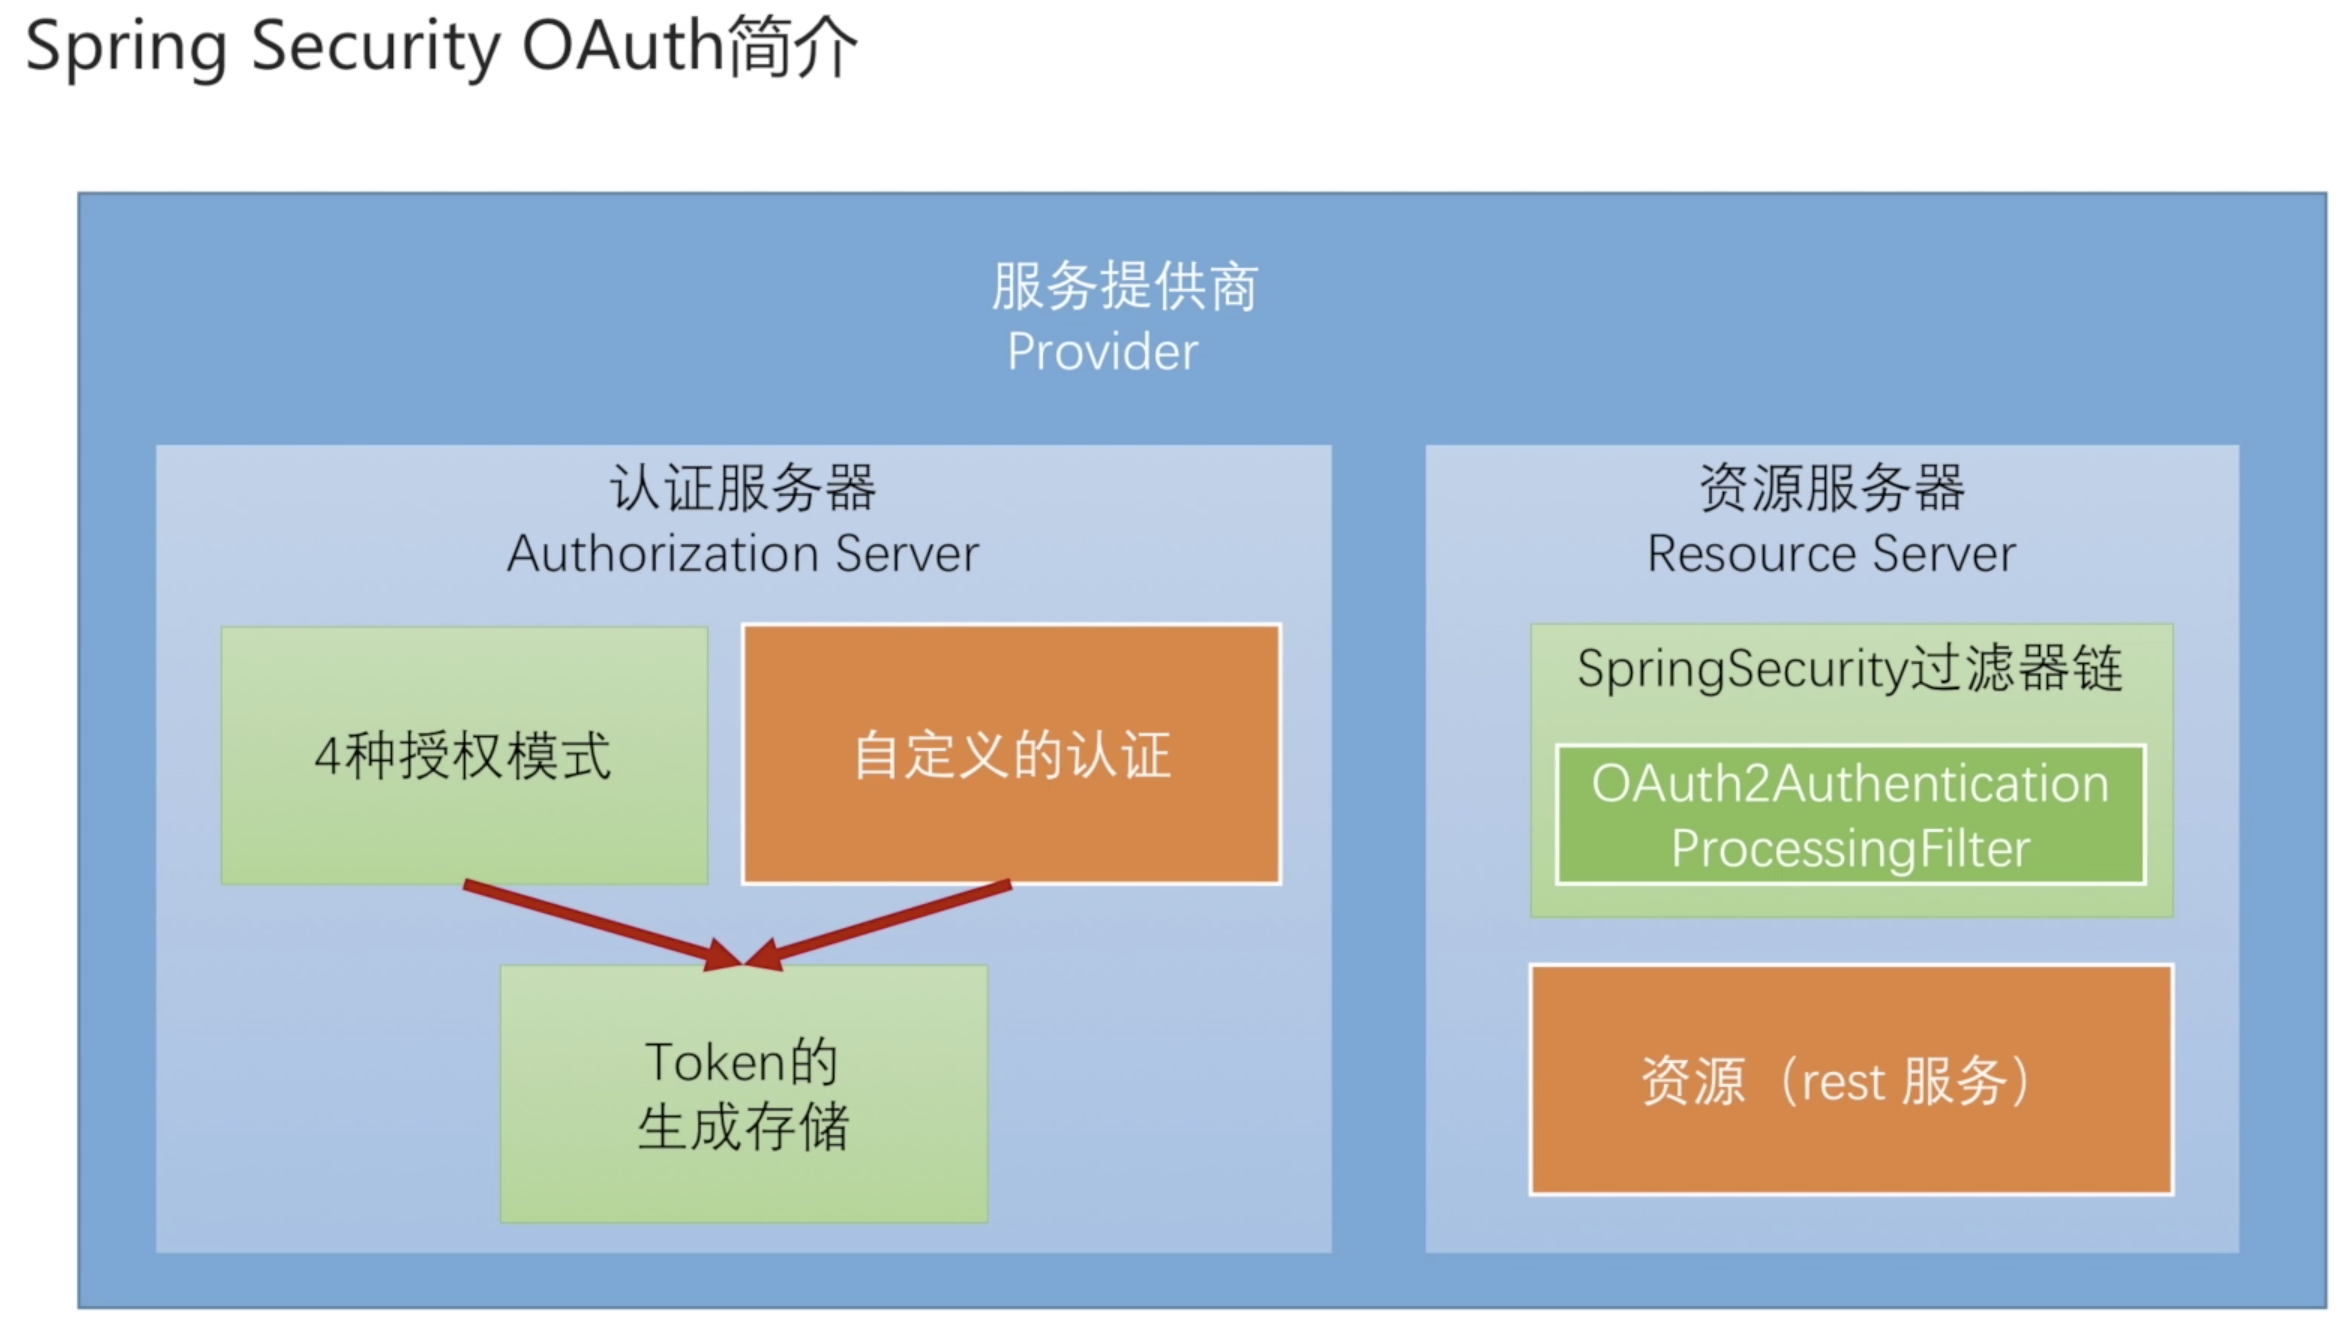 Spring Security OAuth简介
服务提供商
Provider
认证服务器
Authorization Server
4种授权模式
自定义的认证
Token的
生成存储
资源服务器
Resource Server
SpringSecurity过滤器链
OAuth2Authentication
ProcessingFilter
资源（rest 服务）